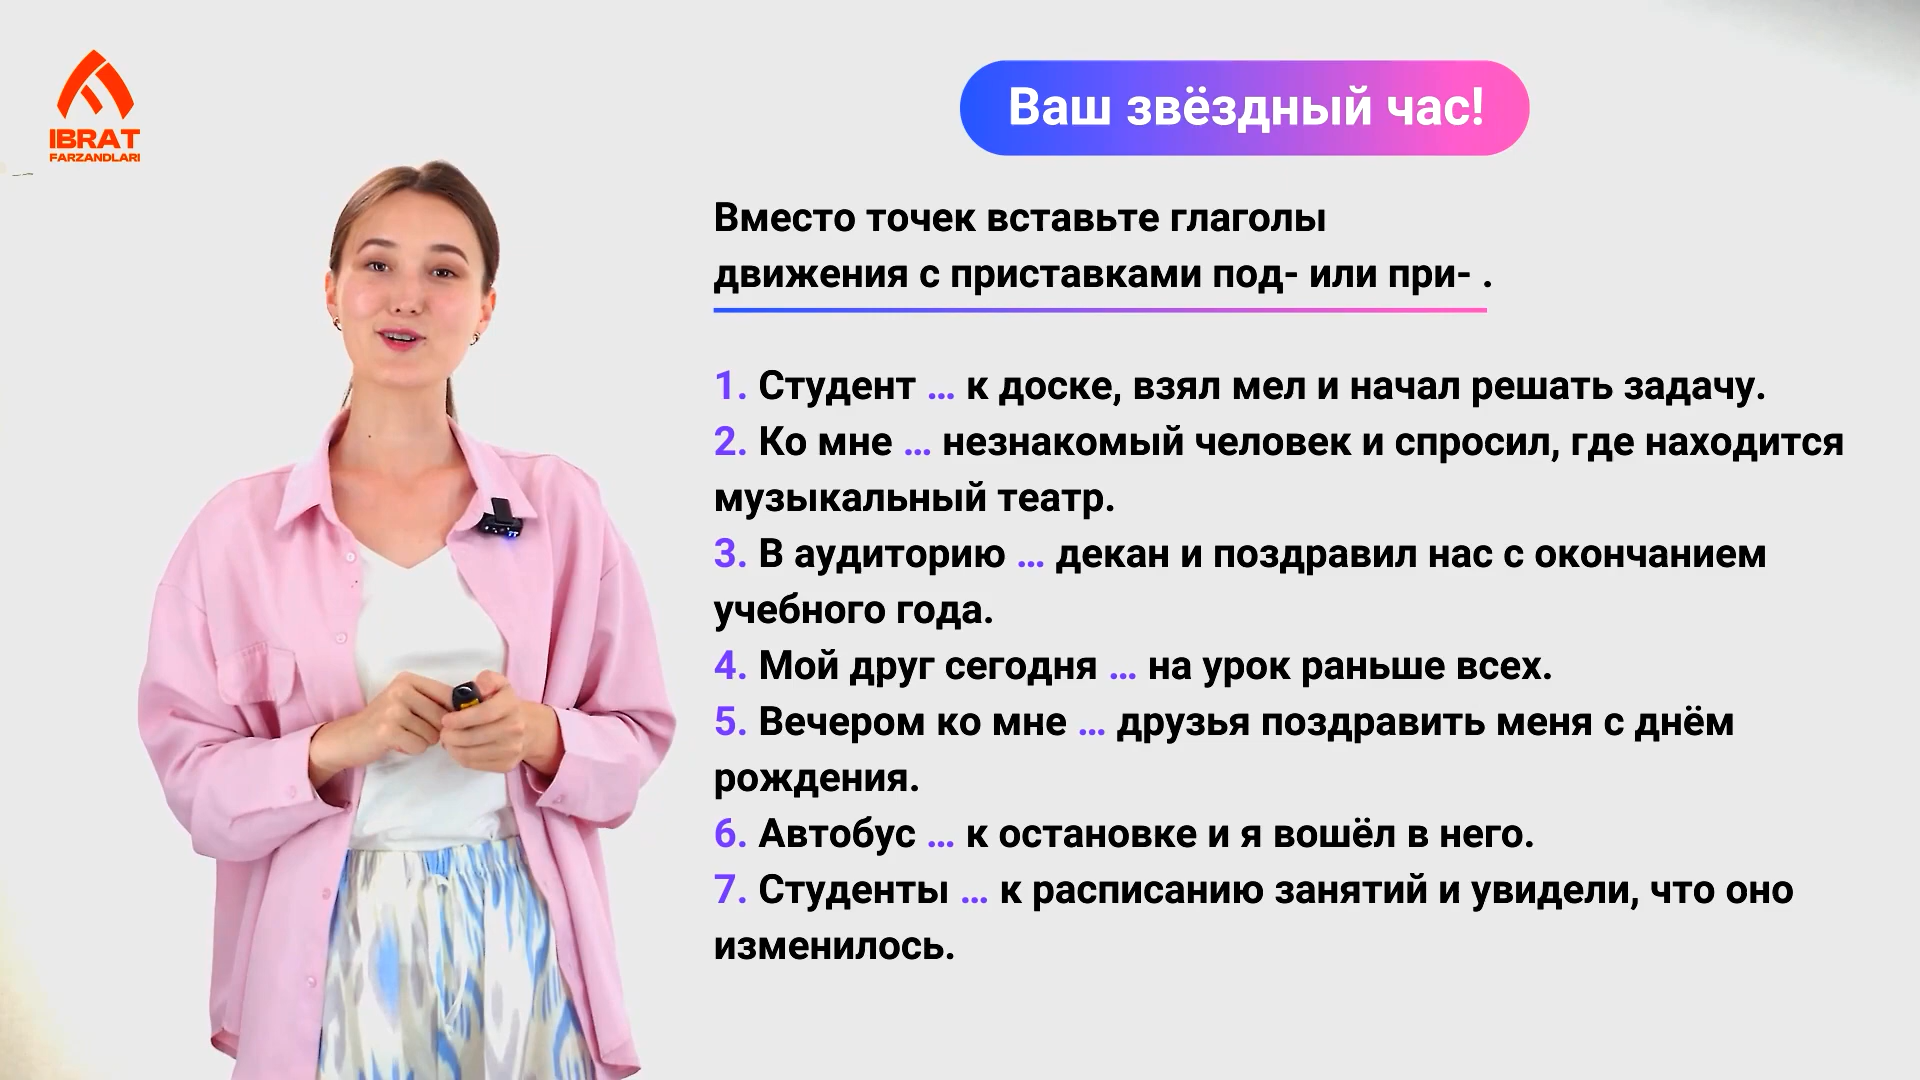 IBRAT
FARZANDLARI
Ваш звёздный час!
Вместо точек вставьте глаголы
движения с приставками под- или при- .
1. Студент ... к доске, взял мел и начал решать задачу.
2. Ко мне ... незнакомый человек и спросил, где находится
музыкальный театр.
3. В аудиторию ... декан и поздравил нас с окончанием
учебного года.
4. Мой друг сегодня ... на урок раньше всех.
5. Вечером ко мне ... друзья поздравить меня с днём
рождения.
6. Автобус ... к остановке и я вошёл в него.
7. Студенты ... к расписанию занятий и увидели, что оно
изменилось.